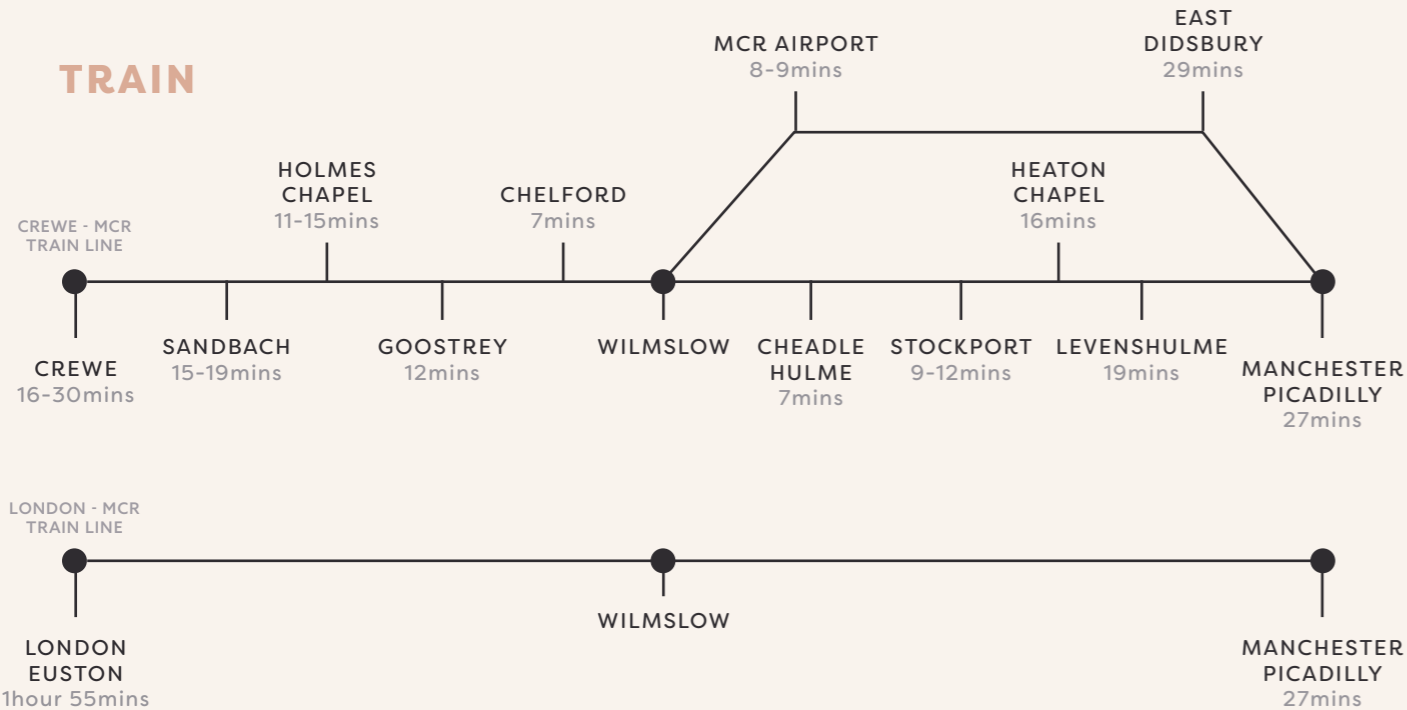 TRAIN
MCR AIRPORT
8-9mins
EAST
DIDSBURY
29mins
HOLMES
CHAPEL
11-15mins
CHELFORD
7mins
HEATON
CHAPEL
16mins
CREWE - MCR
TRAIN LINE
CREWE
16-30mins
SANDBACH
15-19mins
GOOSTREY
12mins
WILMSLOW
CHEADLE
HULME
7mins
STOCKPORT
9-12mins
LEVENSHULME
19mins
MANCHESTER
PICADILLY
27mins
LONDON - MCR
TRAIN LINE
LONDON
EUSTON
1hour 55mins
WILMSLOW
MANCHESTER
PICADILLY
27mins